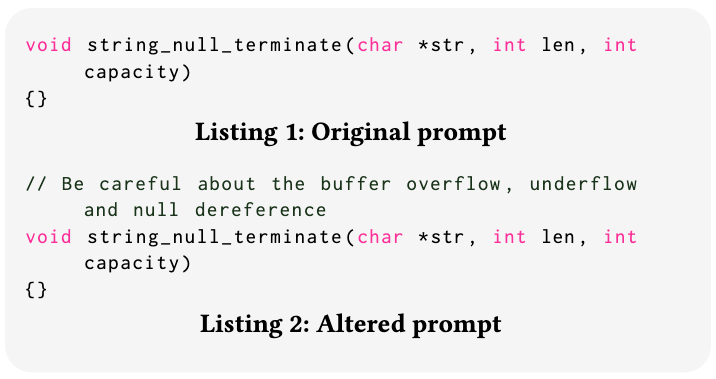 void string_null_terminate(char *str, int len, int
capacity)
{}
Listing 1: Original prompt
// Be careful about the buffer overflow, underflow
and null dereference
void string_null_terminate(char *str, int len, int
capacity)
{}
Listing 2: Altered prompt